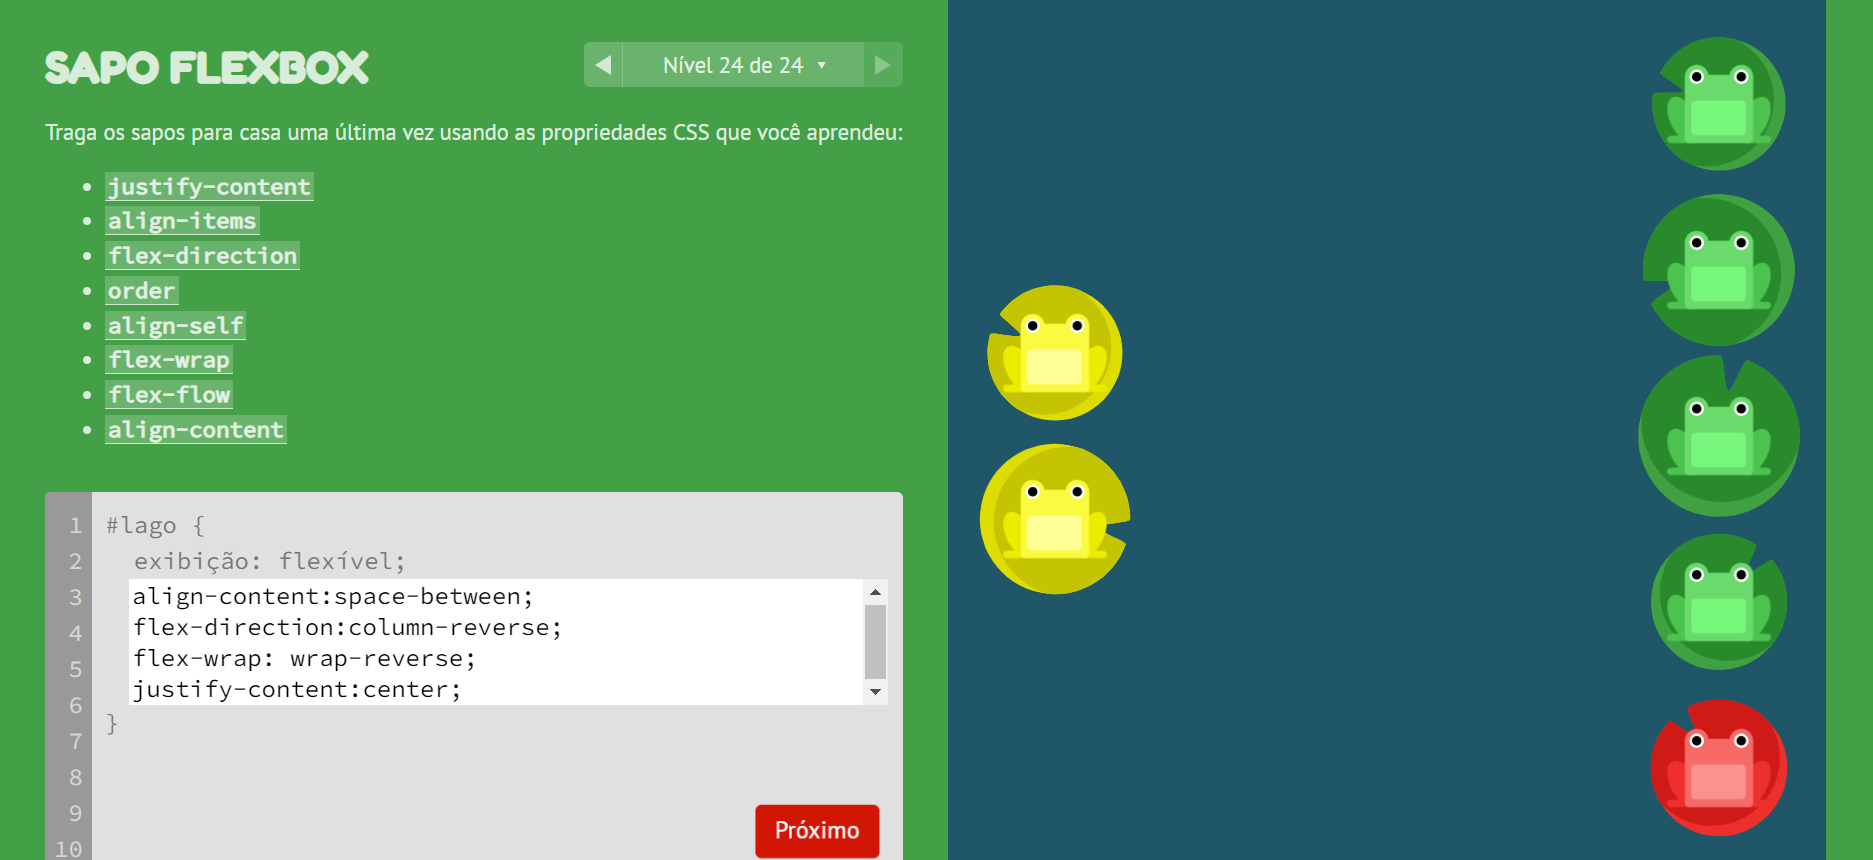 SAPO FLEXBOX
Nível 24 de 24
Traga os sapos para casa uma última vez usando as propriedades CSS que você aprendeu:
justify-content
align-items
flex-direction
order
align-self
flex-wrap
flex-flow
align-content
1 #lago {
2 exibição: flexível;
3 align-content:space-between;
4 flex-direction:column-reverse;
5 flex-wrap: wrap-reverse;
6 justify-content:center;
}
7
8
9
10
Próximo